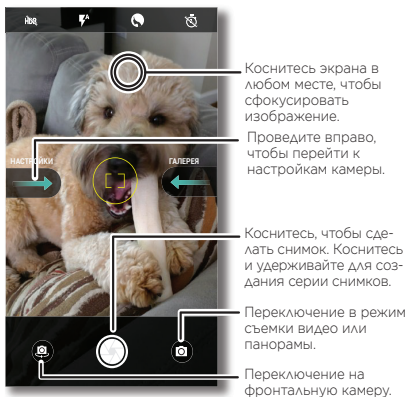 HDR
A
Коснитесь экрана в
любом месте, чтобы
сфокусировать
изображение.
НАСТРОЙКИ
ГАЛЕРЕЯ
Проведите вправо,
чтобы перейти к
настройкам камеры.
Коснитесь, чтобы сде-
лать снимок. Коснитесь
и удерживайте для соз-
дания серии снимков.
Переключение в режим
съемки видео или
панорамы.
Переключение на
фронтальную камеру.